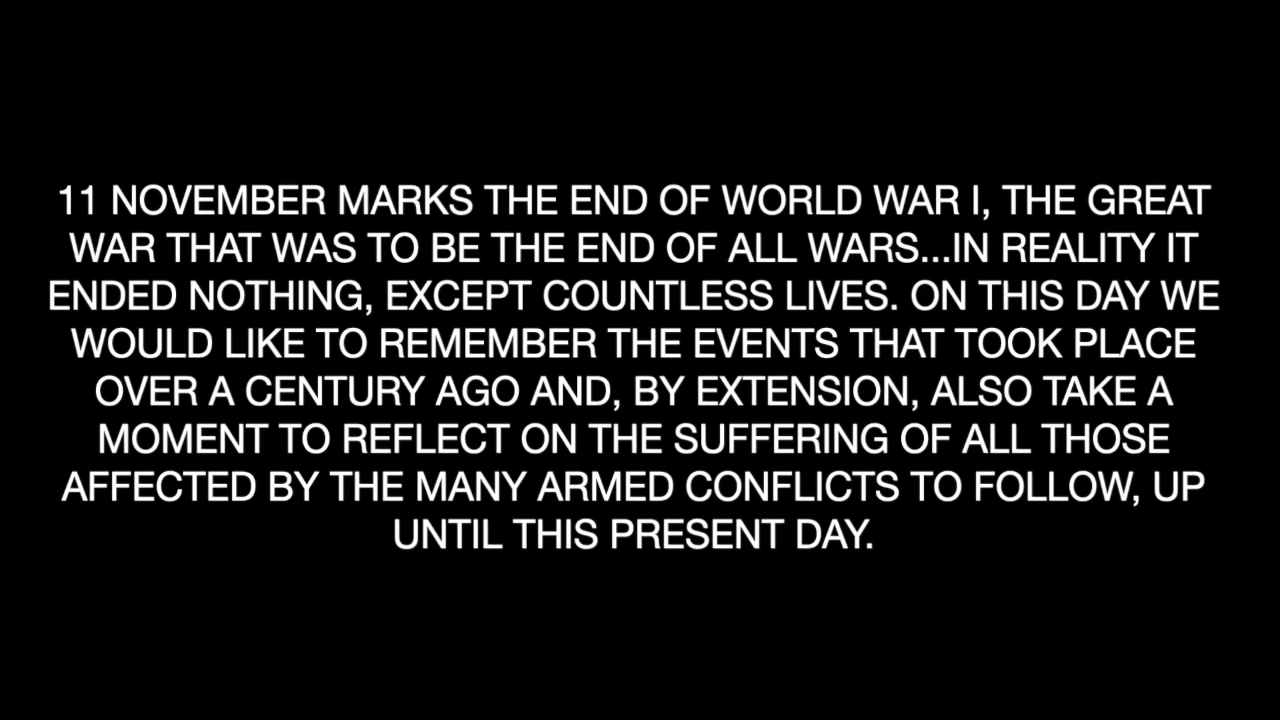 11 NOVEMBER MARKS THE END OF WORLD WAR I, THE GREAT
WAR THAT WAS TO BE THE END OF ALL WARS...IN REALITY IT
ENDED NOTHING, EXCEPT COUNTLESS LIVES. ON THIS DAY WE
WOULD LIKE TO REMEMBER THE EVENTS THAT TOOK PLACE
OVER A CENTURY AGO AND, BY EXTENSION, ALSO TAKE A
MOMENT TO REFLECT ON THE SUFFERING OF ALL THOSE
AFFECTED BY THE MANY ARMED CONFLICTS TO FOLLOW, UP
UNTIL THIS PRESENT DAY.